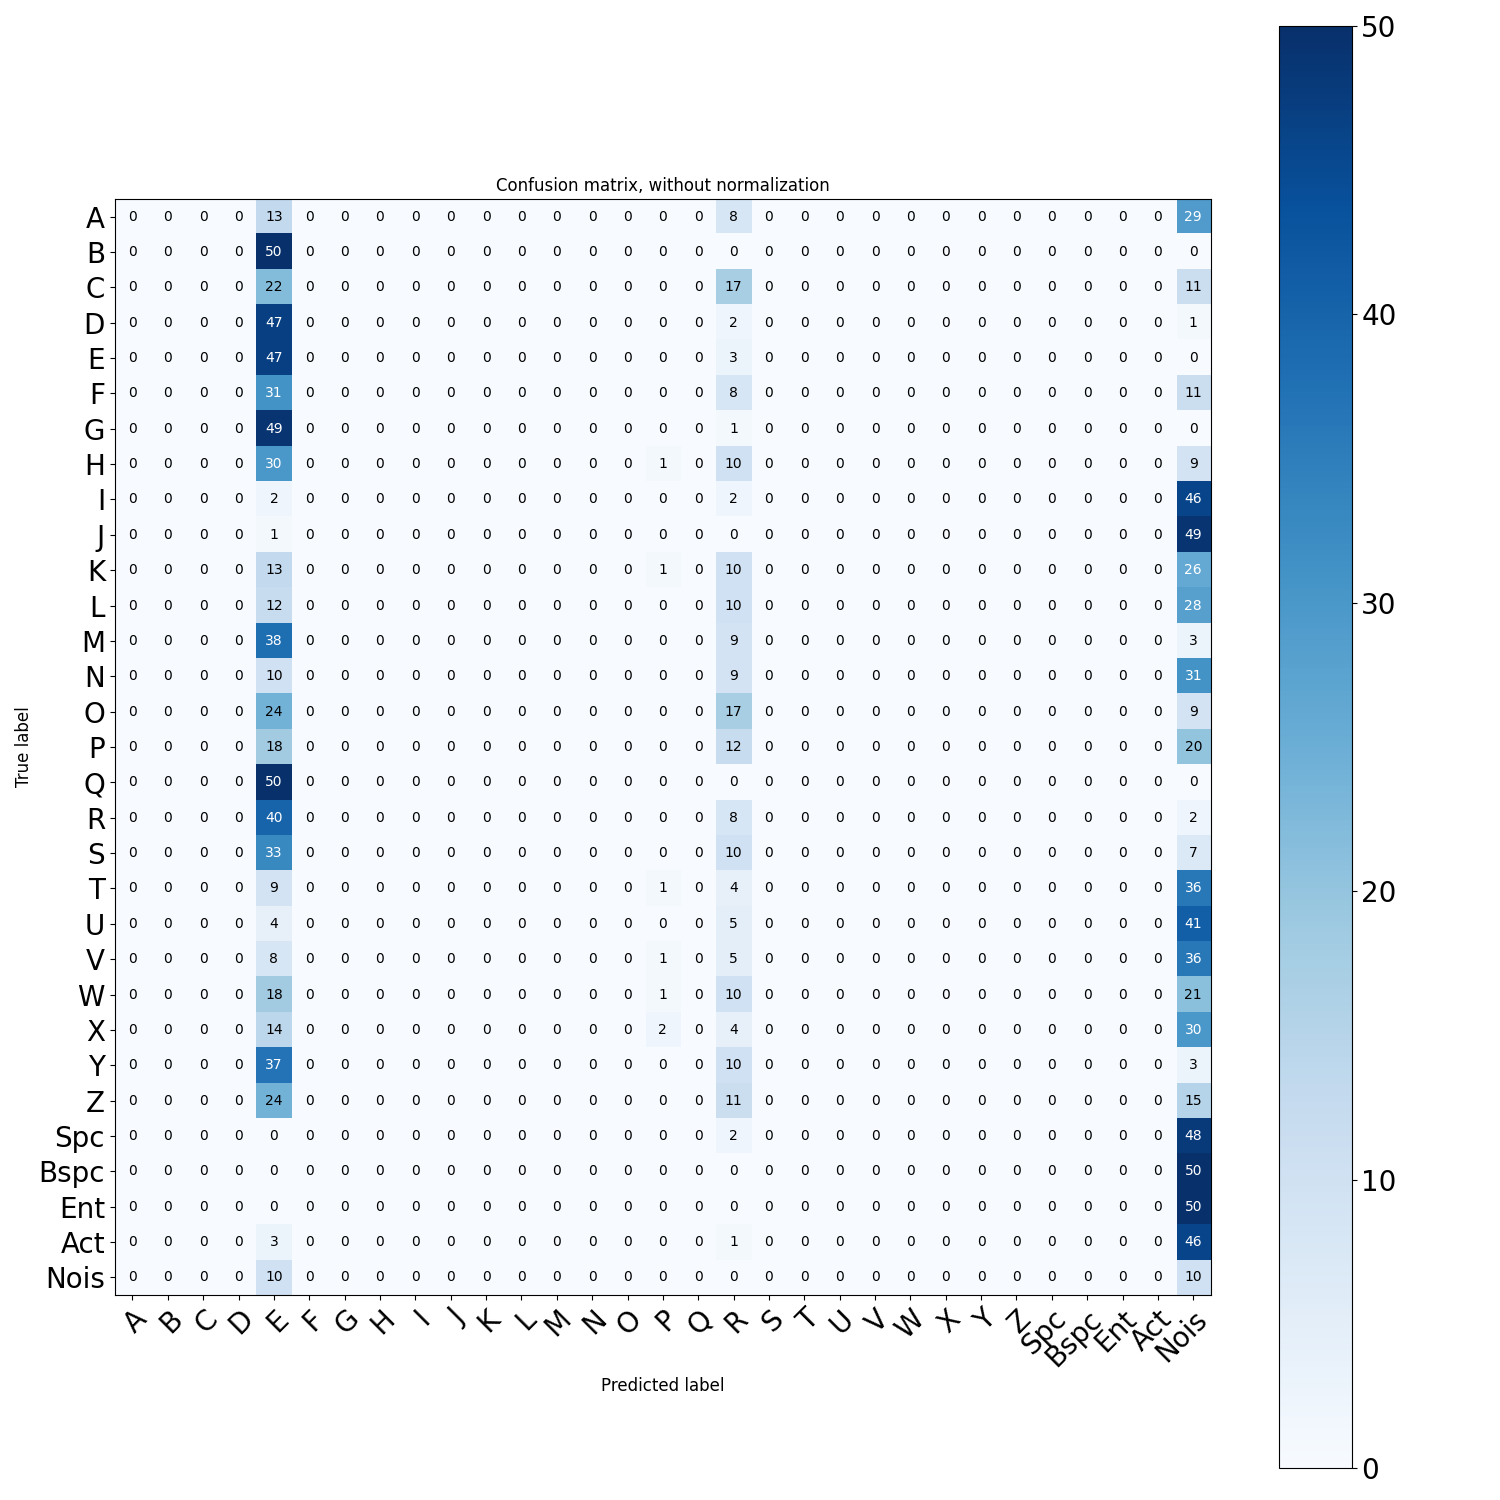 Confusion matrix, without normalization
A 0 0 0 0 13 0 0 0 0 0 0 0 0 0 0 0 0 8 0 0 0 0 0 0 0 0 0 0 0 0 29
B 0 0 0 0 50 0 0 0 0 0 0 0 0 0 0 0 0 0 0 0 0 0 0 0 0 0 0 0 0 0 0
C 0 0 0 0 22 0 0 0 0 0 0 0 0 0 0 0 0 17 0 0 0 0 0 0 0 0 0 0 0 0 11
D 0 0 0 0 47 0 0 0 0 0 0 0 0 0 0 0 0 2 0 0 0 0 0 0 0 0 0 0 0 0 1
E 0 0 0 0 47 0 0 0 0 0 0 0 0 0 0 0 0 3 0 0 0 0 0 0 0 0 0 0 0 0 0
F 0 0 0 0 31 0 0 0 0 0 0 0 0 0 0 0 0 8 0 0 0 0 0 0 0 0 0 0 0 0 11
G 0 0 0 0 49 0 0 0 0 0 0 0 0 0 0 0 0 1 0 0 0 0 0 0 0 0 0 0 0 0 0
H 0 0 0 0 30 0 0 0 0 0 0 0 0 0 0 1 0 10 0 0 0 0 0 0 0 0 0 0 0 0 9
I 0 0 0 0 2 0 0 0 0 0 0 0 0 0 0 0 0 2 0 0 0 0 0 0 0 0 0 0 0 0 46
J 0 0 0 0 1 0 0 0 0 0 0 0 0 0 0 0 0 0 0 0 0 0 0 0 0 0 0 0 0 0 49
K 0 0 0 0 13 0 0 0 0 0 0 0 0 0 0 1 0 10 0 0 0 0 0 0 0 0 0 0 0 0 26
L 0 0 0 0 12 0 0 0 0 0 0 0 0 0 0 0 0 10 0 0 0 0 0 0 0 0 0 0 0 0 28
M 0 0 0 0 38 0 0 0 0 0 0 0 0 0 0 0 0 9 0 0 0 0 0 0 0 0 0 0 0 0 3
N 0 0 0 0 10 0 0 0 0 0 0 0 0 0 0 0 0 9 0 0 0 0 0 0 0 0 0 0 0 0 31
O 0 0 0 0 24 0 0 0 0 0 0 0 0 0 0 0 0 17 0 0 0 0 0 0 0 0 0 0 0 0 9
P 0 0 0 0 18 0 0 0 0 0 0 0 0 0 0 0 0 12 0 0 0 0 0 0 0 0 0 0 0 0 20
Q 0 0 0 0 50 0 0 0 0 0 0 0 0 0 0 0 0 0 0 0 0 0 0 0 0 0 0 0 0 0 0
R 0 0 0 0 40 0 0 0 0 0 0 0 0 0 0 0 0 8 0 0 0 0 0 0 0 0 0 0 0 0 2
S 0 0 0 0 33 0 0 0 0 0 0 0 0 0 0 0 0 10 0 0 0 0 0 0 0 0 0 0 0 0 7
T 0 0 0 0 9 0 0 0 0 0 0 0 0 0 0 1 0 4 0 0 0 0 0 0 0 0 0 0 0 0 36
U 0 0 0 0 4 0 0 0 0 0 0 0 0 0 0 0 0 5 0 0 0 0 0 0 0 0 0 0 0 0 41
V 0 0 0 0 8 0 0 0 0 0 0 0 0 0 0 1 0 5 0 0 0 0 0 0 0 0 0 0 0 0 36
W 0 0 0 0 18 0 0 0 0 0 0 0 0 0 0 1 0 10 0 0 0 0 0 0 0 0 0 0 0 0 21
X 0 0 0 0 14 0 0 0 0 0 0 0 0 0 0 2 0 4 0 0 0 0 0 0 0 0 0 0 0 0 30
Y 0 0 0 0 37 0 0 0 0 0 0 0 0 0 0 0 0 10 0 0 0 0 0 0 0 0 0 0 0 0 3
Z 0 0 0 0 24 0 0 0 0 0 0 0 0 0 0 0 0 11 0 0 0 0 0 0 0 0 0 0 0 0 15
Spc 0 0 0 0 0 0 0 0 0 0 0 0 0 0 0 0 0 2 0 0 0 0 0 0 0 0 0 0 0 0 48
Bspc 0 0 0 0 0 0 0 0 0 0 0 0 0 0 0 0 0 0 0 0 0 0 0 0 0 0 0 0 0 0 50
Ent 0 0 0 0 0 0 0 0 0 0 0 0 0 0 0 0 0 0 0 0 0 0 0 0 0 0 0 0 0 0 50
Act 0 0 0 0 3 0 0 0 0 0 0 0 0 0 0 0 0 1 0 0 0 0 0 0 0 0 0 0 0 0 46
Nois 0 0 0 0 10 0 0 0 0 0 0 0 0 0 0 0 0 0 0 0 0 0 0 0 0 0 0 0 0 0 10
A B C D E F G H I J K L M N O P Q R S T U V W X Y Z Spc Bspc Ent Act Nois
Predicted label
True label
50
40
30
20
10
0